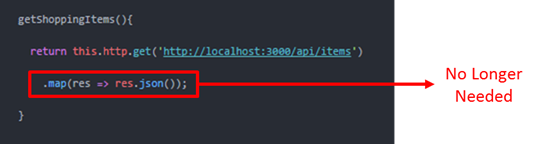 getShoppingItems(){
return this.http.get('http://localhost:3000/api/items')
.map(res => res.json());
}
No Longer
Needed